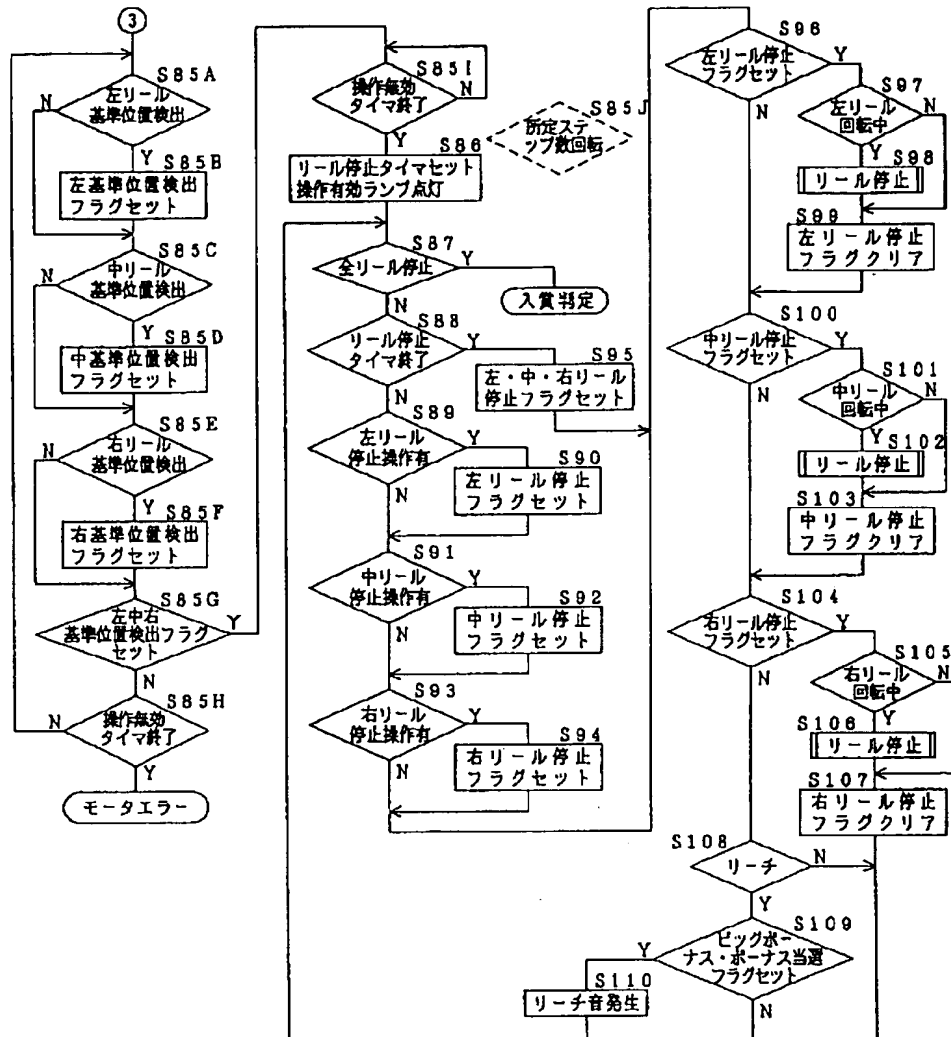 3
S85A
左リール
基準位置検出
N
Y
S85B
左基準位置検出
フラグセット
S85C
中リール
基準位置検出
N
Y
S85D
中基準位置検出
フラグセット
S85E
右リール
基準位置検出
N
Y
S85F
右基準位置検出
フラグセット
S85G
左中右
基準位置検出フラグ
セット
Y
N
S85H
操作無効
タイマ終了
N
Y
モータエラー
S85I
操作無効
タイマ終了
N
Y
S85J
所定ステ
ップ数回転
S86
リール停止タイマセット
操作有効ランプ点灯
S87
全リール停止
Y
N
入賞判定
S88
リール停止
タイマ終了
Y
N
S95
左・中・右リール
停止フラグセット
S89
左リール
停止操作有
Y
N
S90
左リール停止
フラグセット
S91
中リール
停止操作有
Y
N
S92
中リール停止
フラグセット
S93
右リール
停止操作有
Y
N
S94
右リール停止
フラグセット
S96
左リール停止
フラグセット
Y
N
S97
左リール
回転中
N
Y
S98
リール停止
S99
左リール停止
フラグクリア
S100
中リール停止
フラグセット
Y
N
S101
中リール
回転中
N
Y
S102
リール停止
S103
中リール停止
フラグクリア
S104
右リール停止
フラグセット
Y
N
S105
右リール
回転中
N
Y
S106
リール停止
S107
右リール停止
フラグクリア
S108
リーチ
N
Y
S109
ビッグボー
ナス・ボーナス当選
フラグセット
Y
N
S110
リーチ音発生